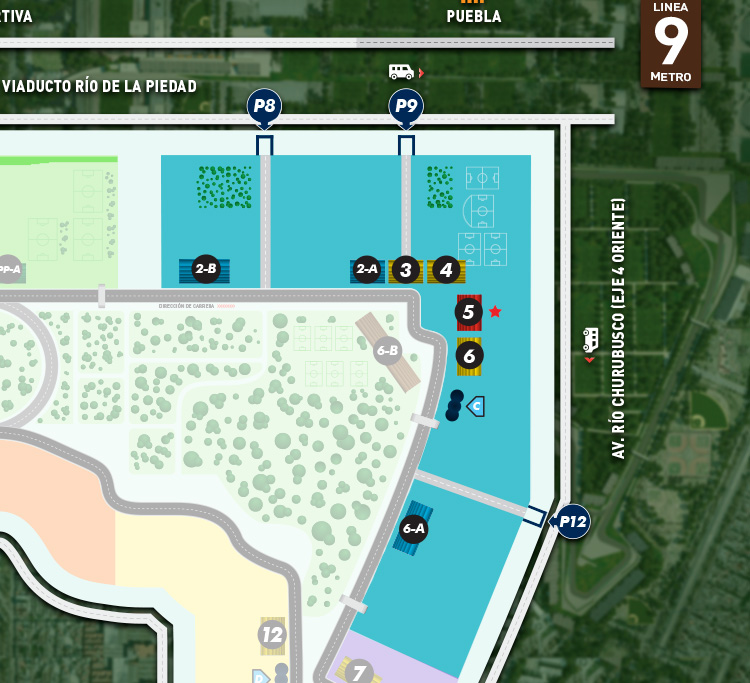 RTIVA
PUEBLA
LINEA
9
METRO
VIADUCTO RÍO DE LA PIEDAD
P8
P9
PP-A
2-B
2-A
3
4
DIRECCIÓN DE CARRERA
5
6
6-B
C
AV. RÍO CHURUBUSCO (EJE 4 ORIENTE)
6-A
P12
12
7
D